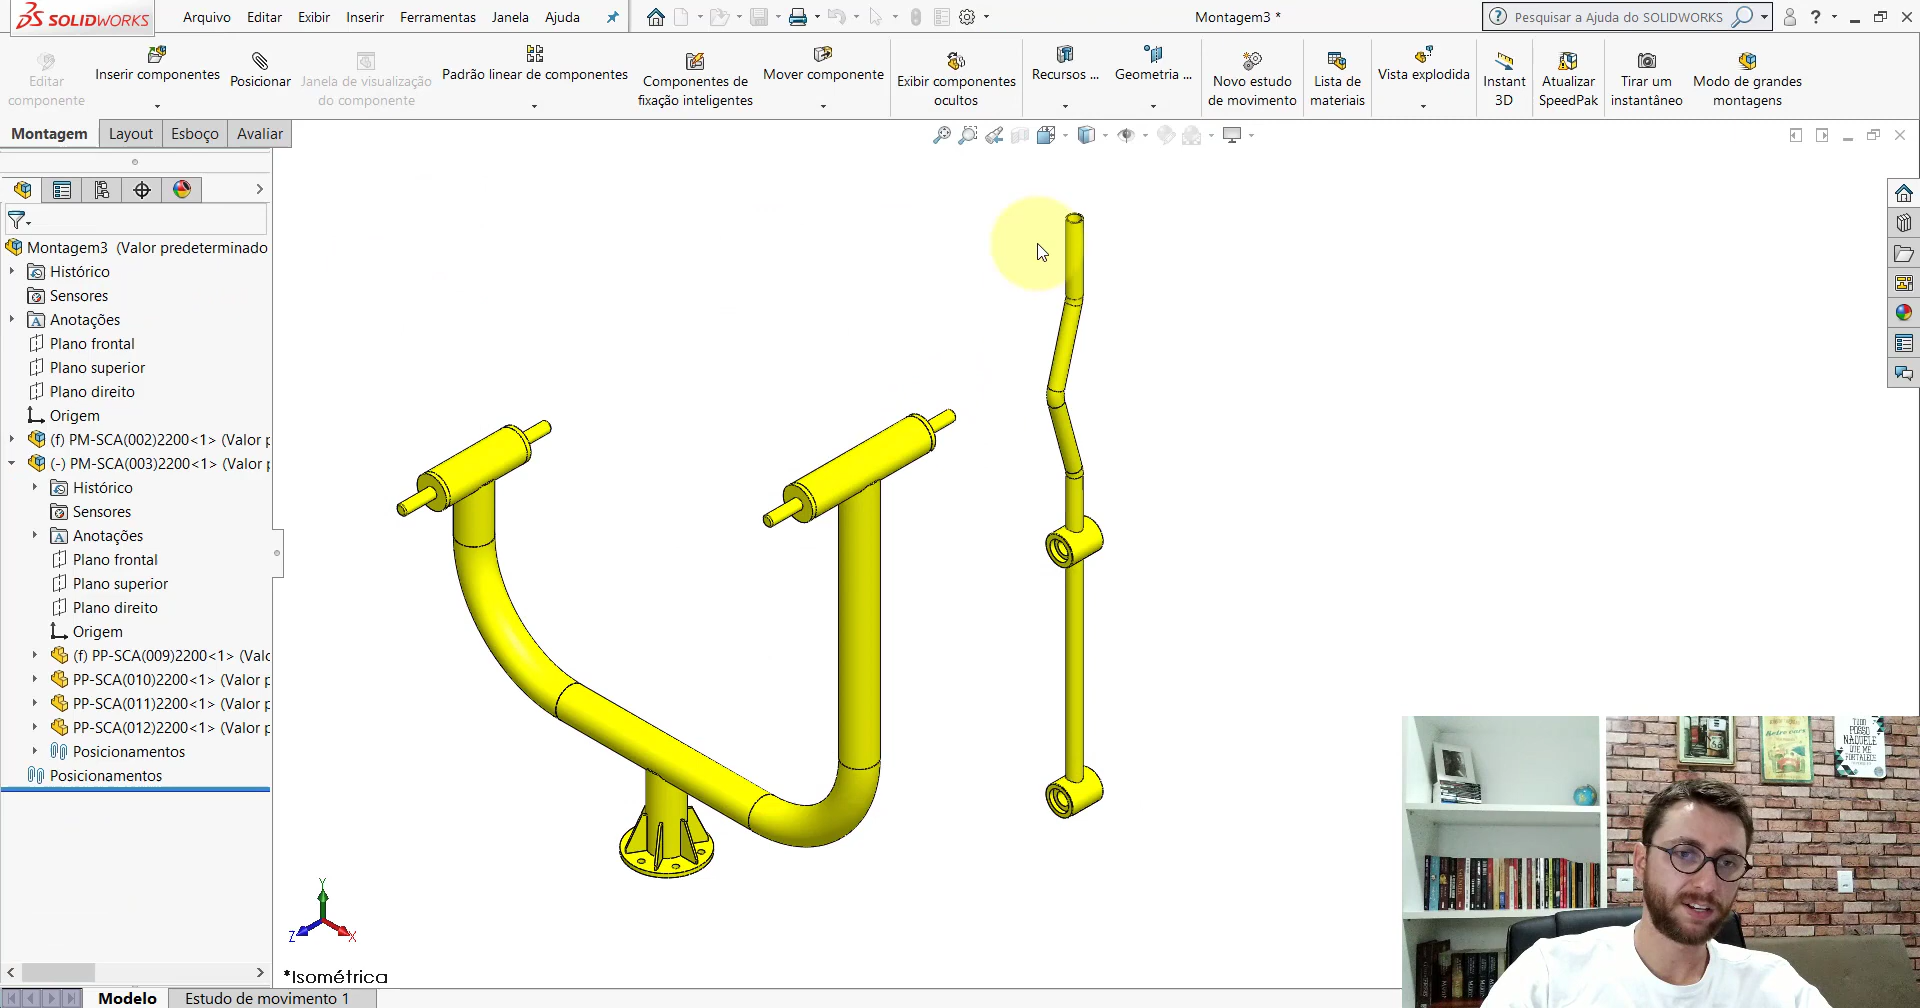 SOLIDWORKS
Arquivo Editar Exibir Inserir Ferramentas Janela Ajuda
Montagem3 *
Pesquisar a Ajuda do SOLIDWORKS
Editar componente
Inserir componentes
Posicionar
Janela de visualização do componente
Padrão linear de componentes
Componentes de fixação inteligentes
Mover componente
Exibir componentes ocultos
Recursos ...
Geometria ...
Novo estudo de movimento
Lista de materiais
Vista explodida
Instant 3D
Atualizar SpeedPak
Tirar um instantâneo
Modo de grandes montagens
Montagem Layout Esboço Avaliar
Montagem3 (Valor predeterminado
Histórico
Sensores
Anotações
Plano frontal
Plano superior
Plano direito
Origem
(f) PM-SCA(002)2200<1> (Valor p
(-) PM-SCA(003)2200<1> (Valor p
Histórico
Sensores
Anotações
Plano frontal
Plano superior
Plano direito
Origem
(f) PP-SCA(009)2200<1> (Valo
PP-SCA(010)2200<1> (Valor p
PP-SCA(011)2200<1> (Valor p
PP-SCA(012)2200<1> (Valor p
Posicionamentos
Posicionamentos
Y
Z
X
*Isométrica
Modelo Estudo de movimento 1
TUDO
POSSO
NAQUELE
QUE ME
FORTALECE